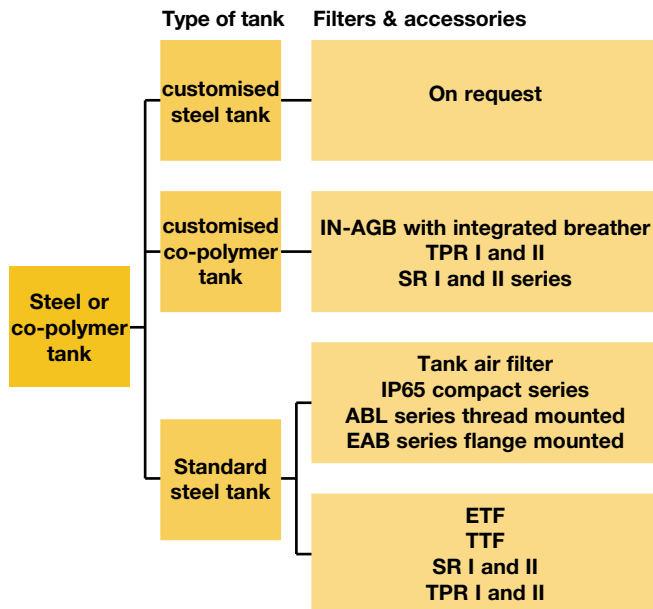 Type of tank
Filters & accessories
customised
steel tank
On request
customised
co-polymer
tank
IN-AGB with integrated breather
TPR I and II
SR I and II series
Steel or
co-polymer
tank
Standard
steel tank
Tank air filter
IP65 compact series
ABL series thread mounted
EAB series flange mounted
ETF
TTF
SR I and II
TPR I and II